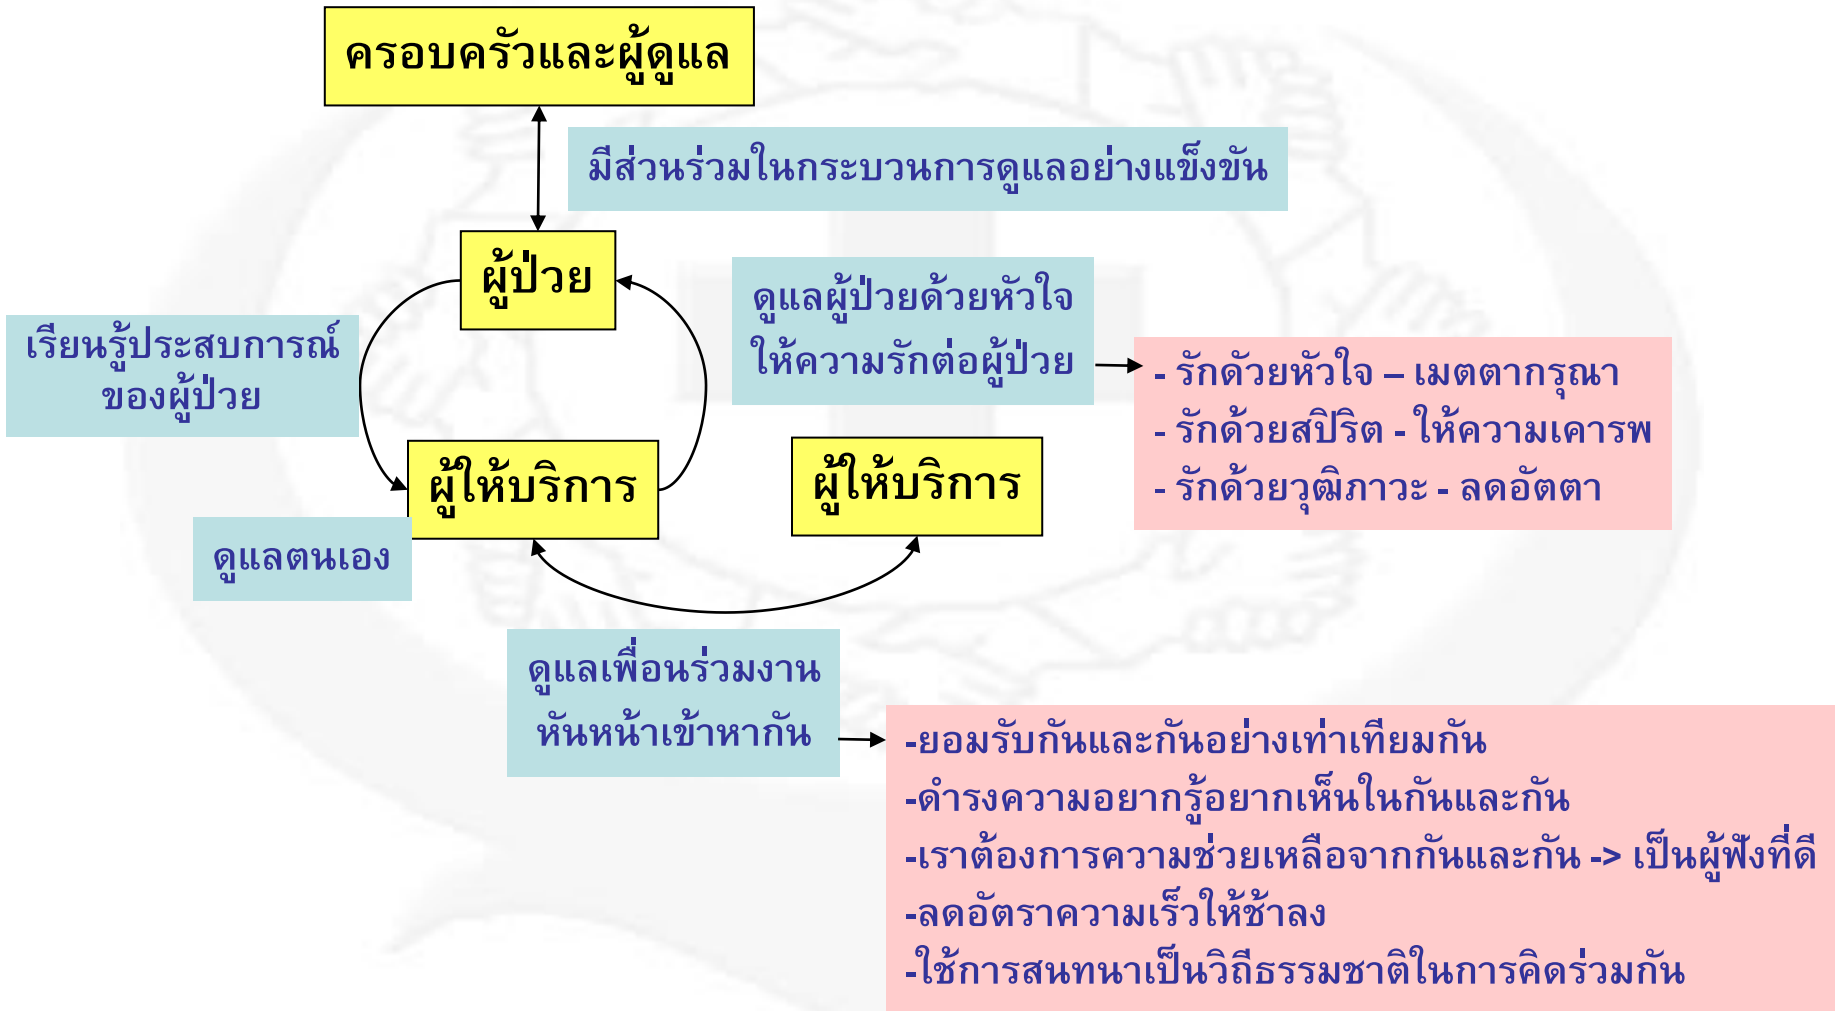 ครอบครัวและผู้ดูแล
มีส่วนร่วมในกระบวนการดูแลอย่างแข็งขัน
ผู้ป่วย
ดูแลผู้ป่วยด้วยหัวใจ
ให้ความรักต่อผู้ป่วย
เรียนรู้ประสบการณ์
ของผู้ป่วย
- รักด้วยหัวใจ – เมตตากรุณา
- รักด้วยสปิริต - ให้ความเคารพ
- รักด้วยวุฒิภาวะ - ลดอัตตา
ผู้ให้บริการ
ผู้ให้บริการ
ดูแลตนเอง
ดูแลเพื่อนร่วมงาน
หันหน้าเข้าหากัน
-ยอมรับกันและกันอย่างเท่าเทียมกัน
-ดำรงความอยากรู้อยากเห็นในกันและกัน
-เราต้องการความช่วยเหลือจากกันและกัน -> เป็นผู้ฟังที่ดี
-ลดอัตราความเร็วให้ช้าลง
-ใช้การสนทนาเป็นวิถีธรรมชาติในการคิดร่วมกัน